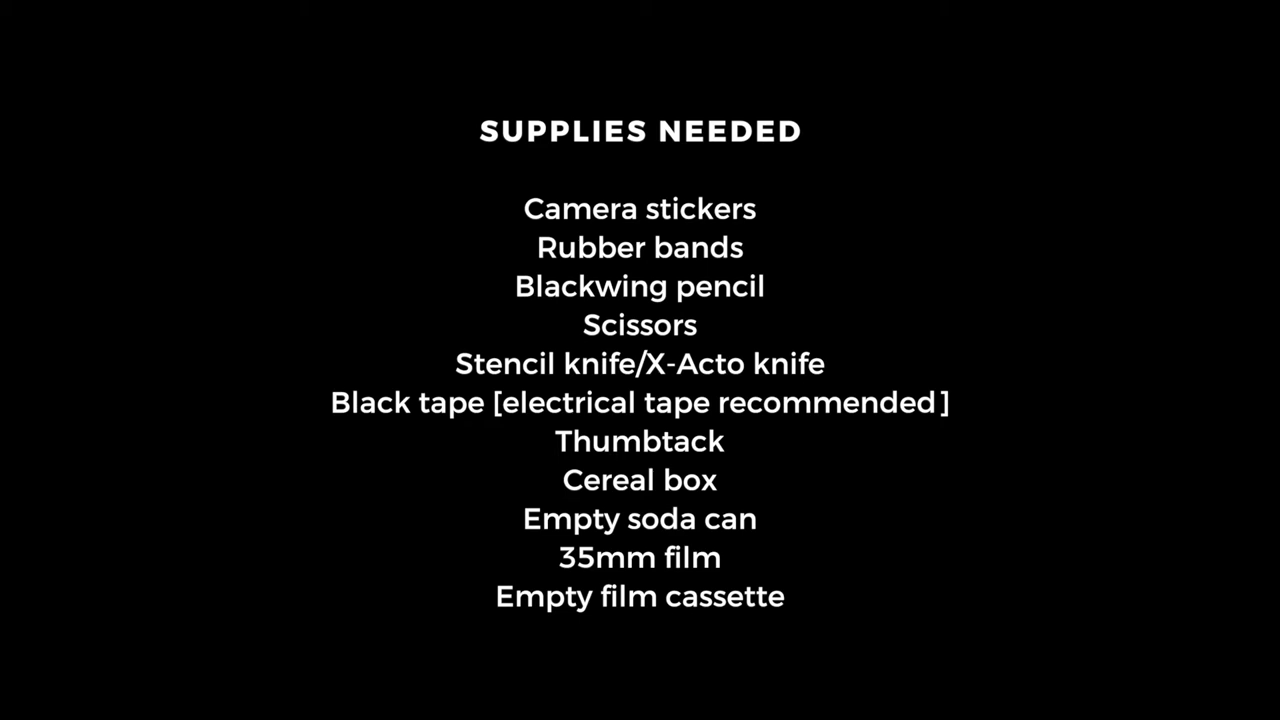 SUPPLIES NEEDED
Camera stickers
Rubber bands
Blackwing pencil
Scissors
Stencil knife/X-Acto knife
Black tape [electrical tape recommended]
Thumbtack
Cereal box
Empty soda can
35mm film
Empty film cassette